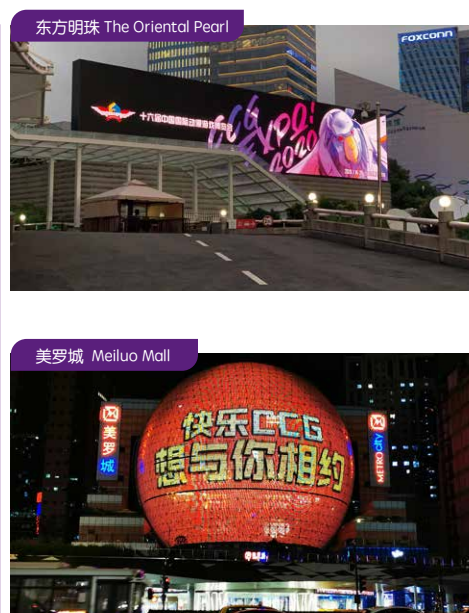 东方明珠 The Oriental Pearl
FOXCONN
十六届中国国际动漫游戏博览会
CCG
EXPO!
2020
美罗城 Meiluo Mall
快乐CCG
想与你相约
美罗城
METRO CITY